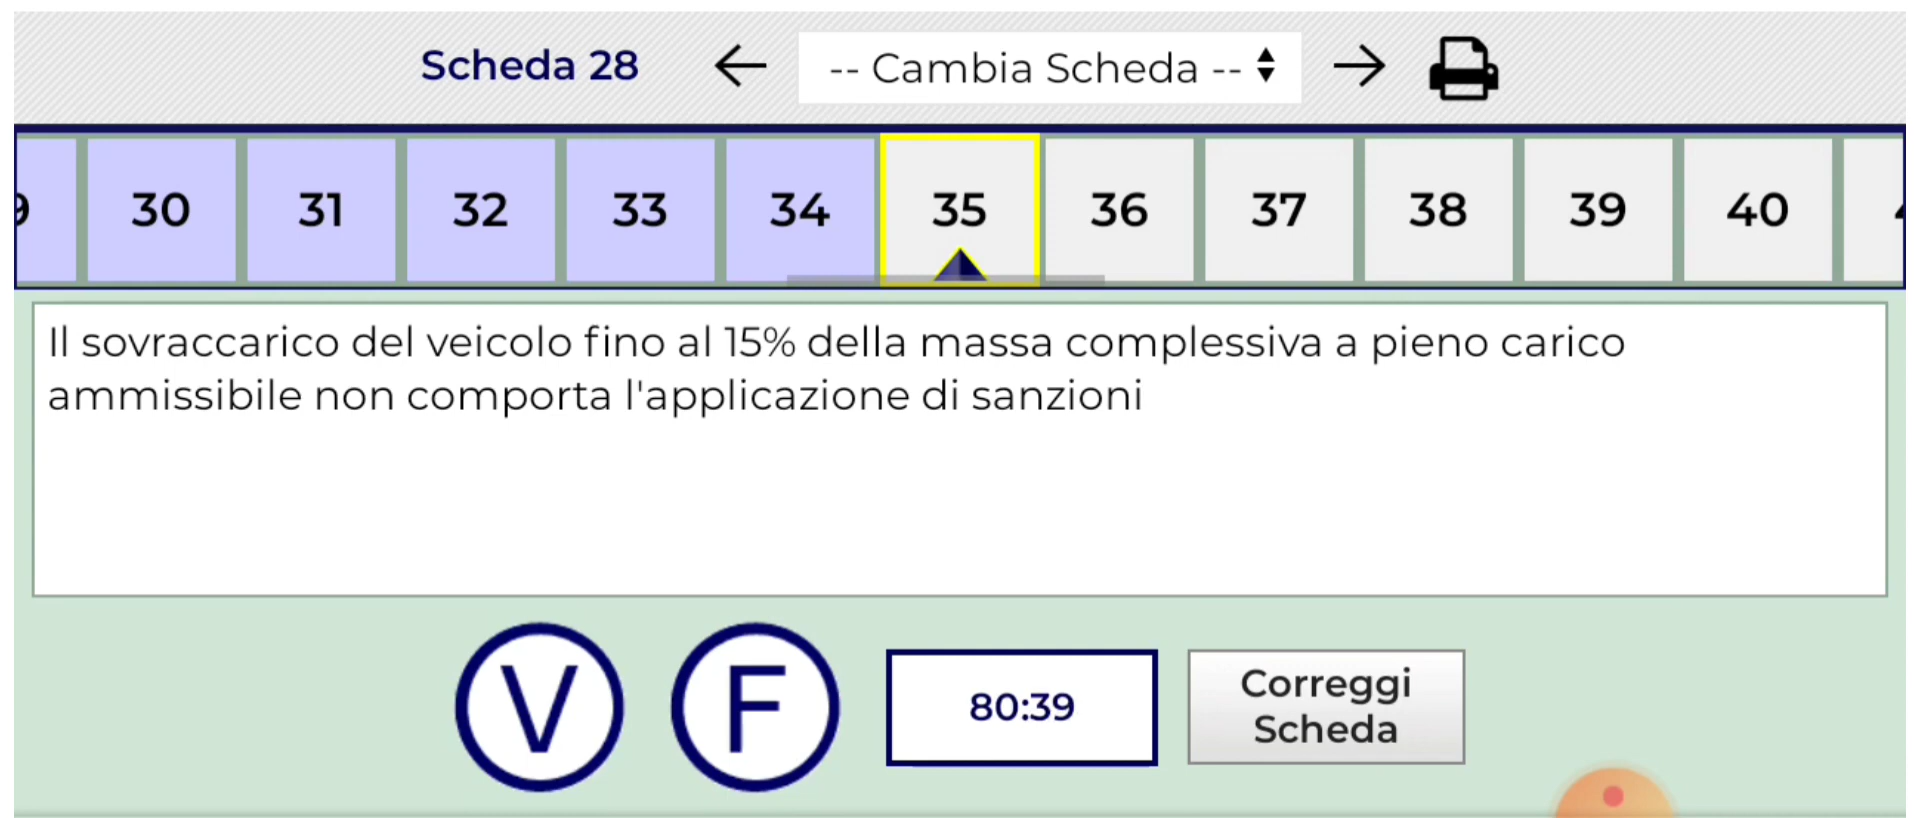 Scheda 28 ← -- Cambia Scheda -- →
9 30 31 32 33 34 35 36 37 38 39 40
Il sovraccarico del veicolo fino al 15% della massa complessiva a pieno carico
ammissibile non comporta l'applicazione di sanzioni
V F 80:39 Correggi
Scheda